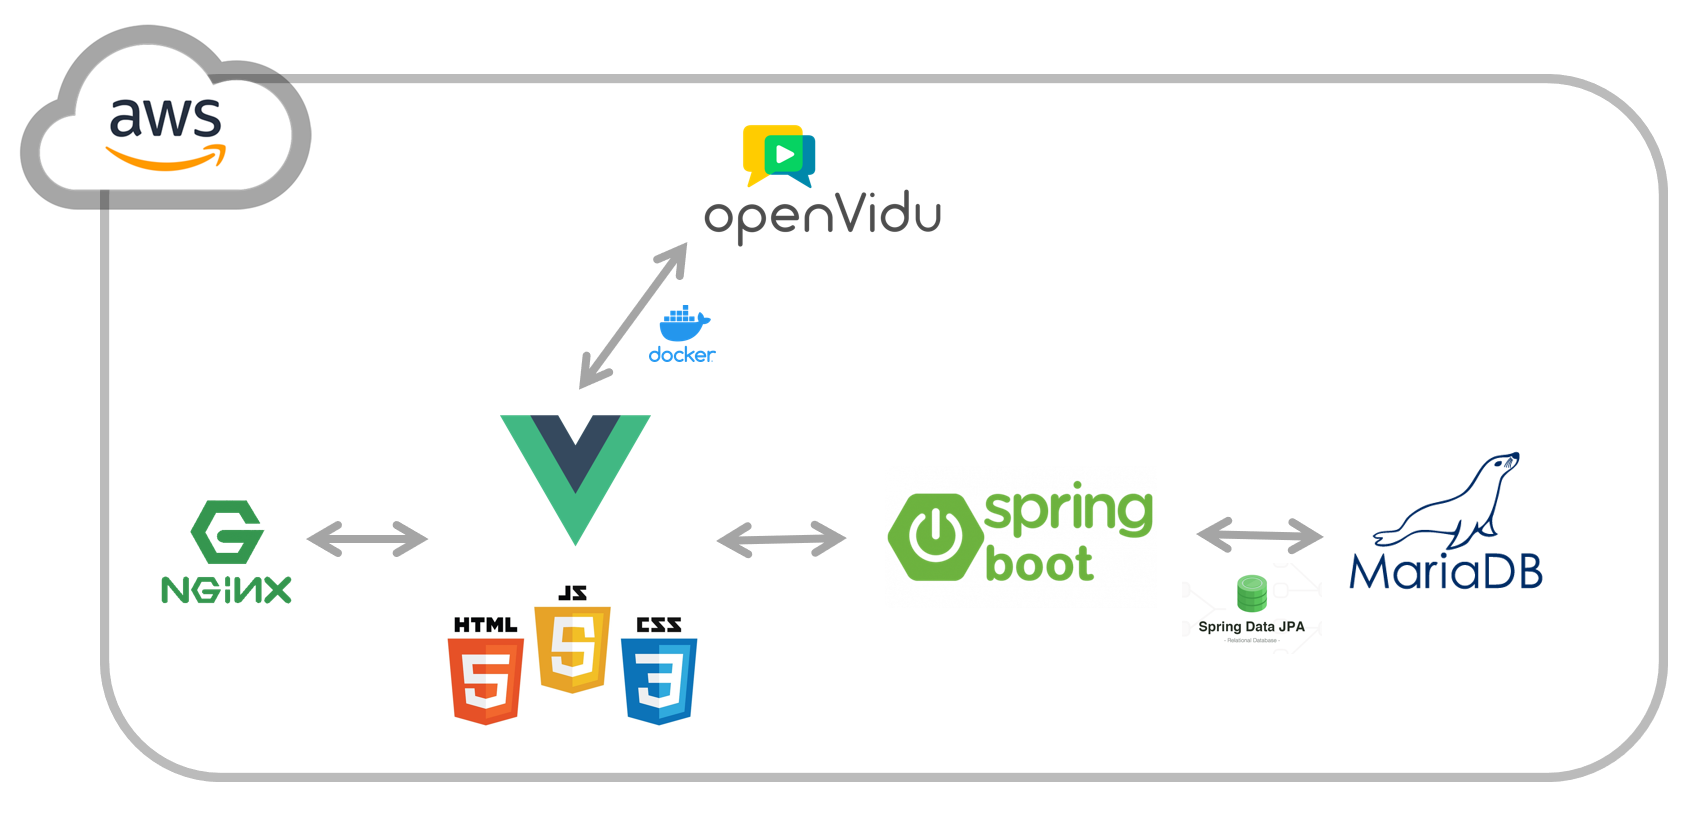 aws
openVidu
docker
NGINX
JS
HTML
CSS
5
5
3
spring
boot
Spring Data JPA
- Relational Database -
MariaDB